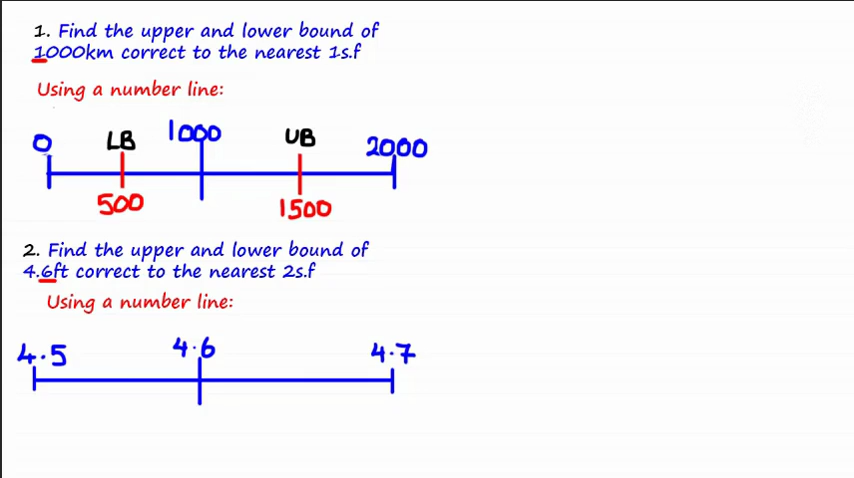 1. Find the upper and lower bound of
1000km correct to the nearest 1s.f
Using a number line:
0 LB 1000 UB 2000
500 1500
2. Find the upper and lower bound of
4.6ft correct to the nearest 2s.f
Using a number line:
4.5 4.6 4.7